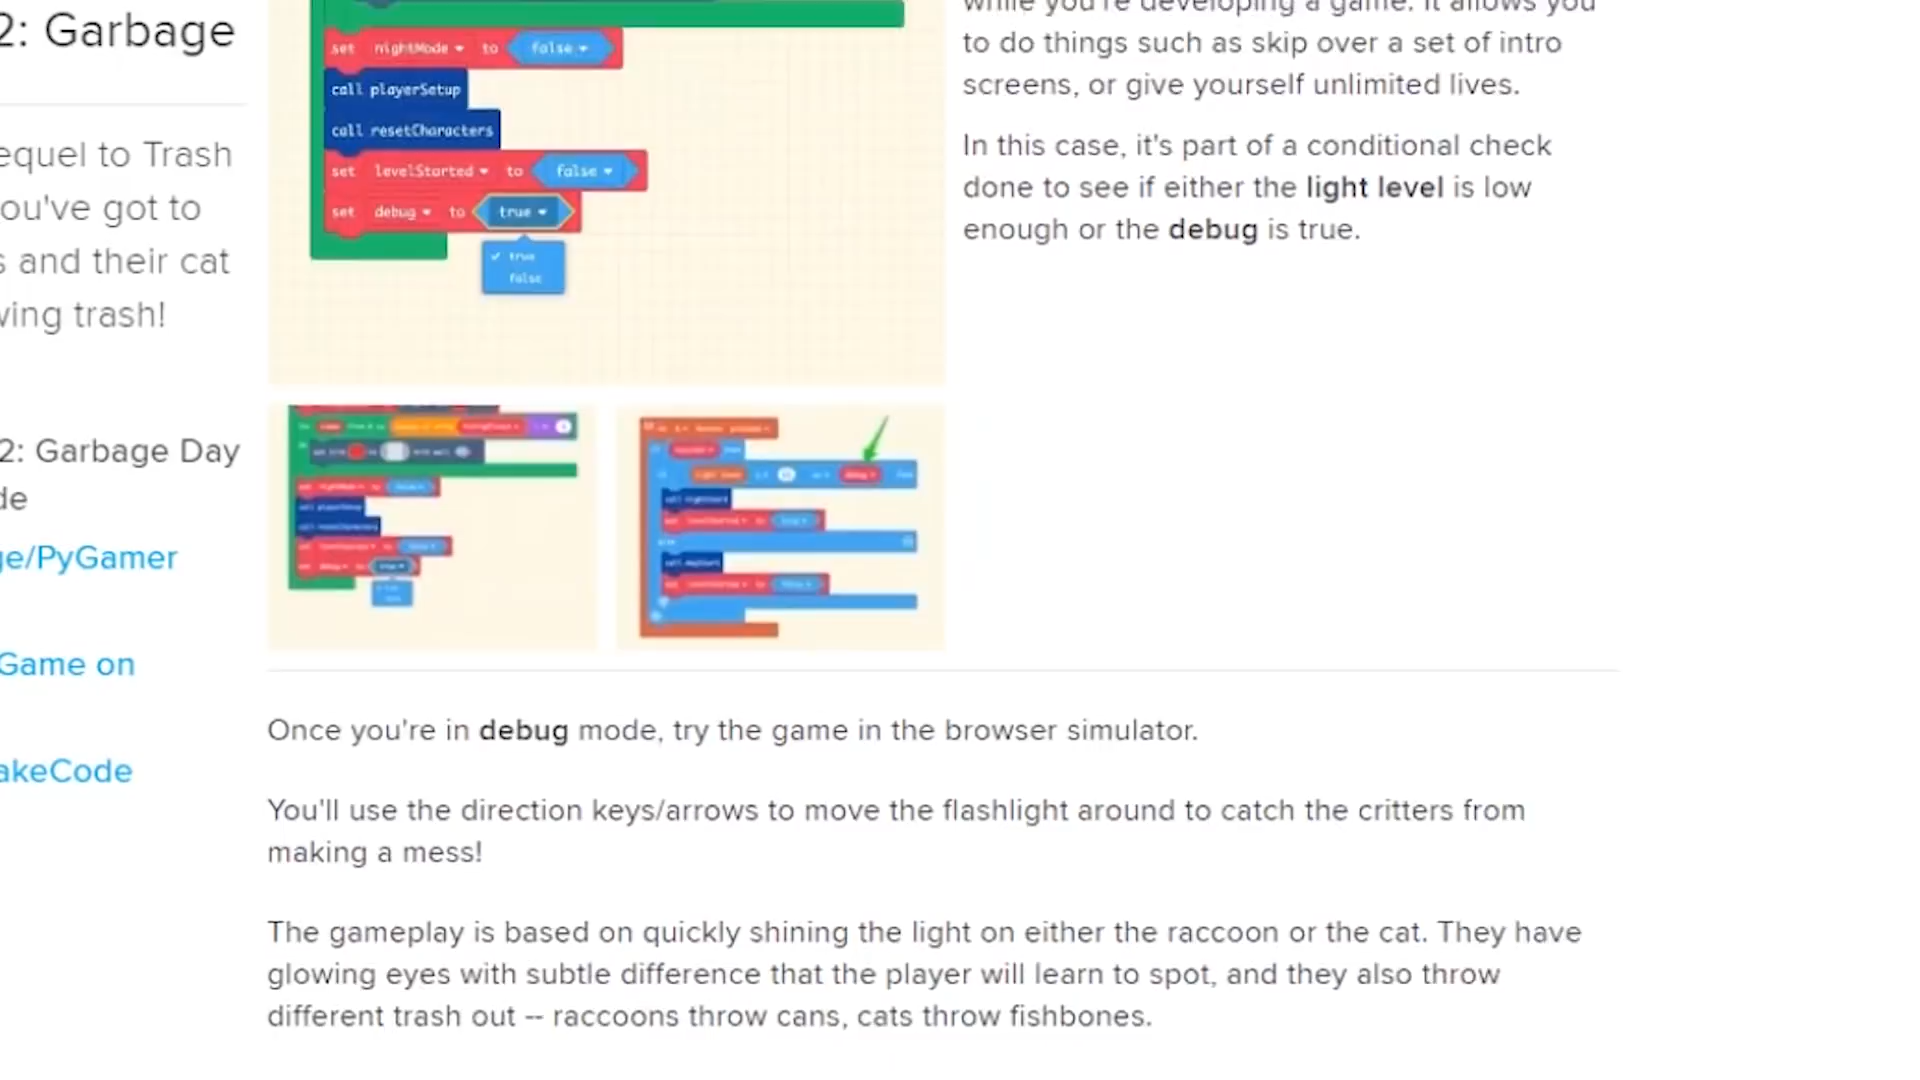 2: Garbage
equel to Trash
ou've got to
s and their cat
wing trash!
2: Garbage Day
de
ge/PyGamer
Game on
akeCode
set nightMode to false
call playerSetup
call resetCharacters
set levelStarted to false
set debug to true
✓ true
false
while you're developing a game. It allows you
to do things such as skip over a set of intro
screens, or give yourself unlimited lives.
In this case, it's part of a conditional check
done to see if either the light level is low
enough or the debug is true.
Once you're in debug mode, try the game in the browser simulator.
You'll use the direction keys/arrows to move the flashlight around to catch the critters from
making a mess!
The gameplay is based on quickly shining the light on either the raccoon or the cat. They have
glowing eyes with subtle difference that the player will learn to spot, and they also throw
different trash out -- raccoons throw cans, cats throw fishbones.